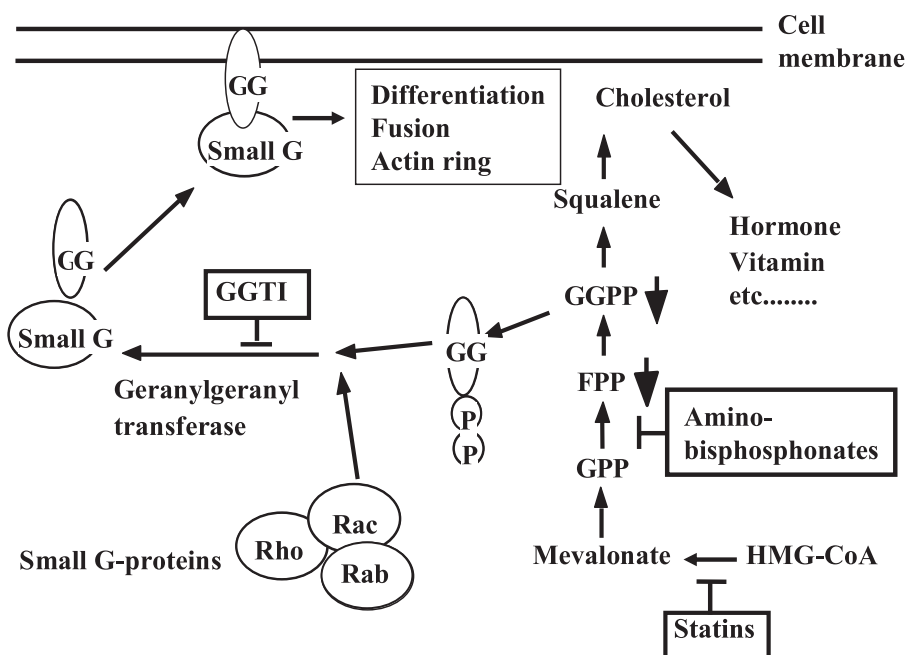 Cell
membrane
GG
Small G
Differentiation
Fusion
Actin ring
Cholesterol
Squalene
Hormone
Vitamin
etc........
GG
Small G
GGTI
Geranylgeranyl
transferase
GG
P
P
GGPP
FPP
GPP
Amino-
bisphosphonates
Small G-proteins
Rho
Rac
Rab
Mevalonate
HMG-CoA
Statins